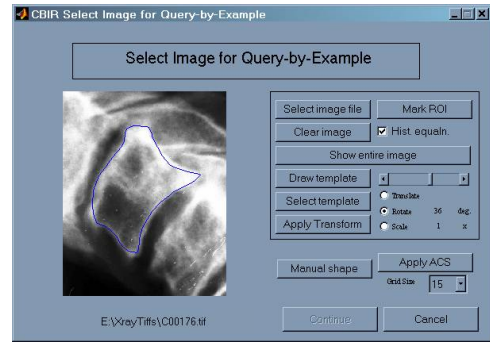 CBIR Select Image for Query-by-Example
Select Image for Query-by-Example
Select image file Mark ROI
Clear image Hist equaln.
Show entire image
Draw template
Select template Translate
Rotate 36 deg.
Apply Transform Scale 1 x
Manual shape Apply ACS
Grid Size 15
E:\XrayTiffs\C00176.tif
Continue Cancel